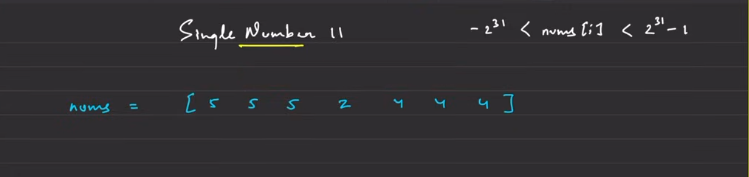 Single Number II -2^31 < nums[i] < 2^31-1
nums = [ 5 5 5 2 4 4 4 ]